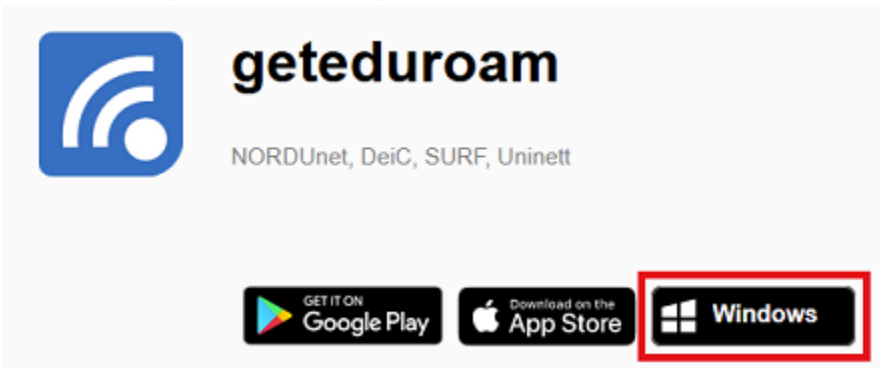 geteduroam
NORDUnet, DeiC, SURF, Uninett
GET IT ON
Google Play
Download on the
App Store
Windows